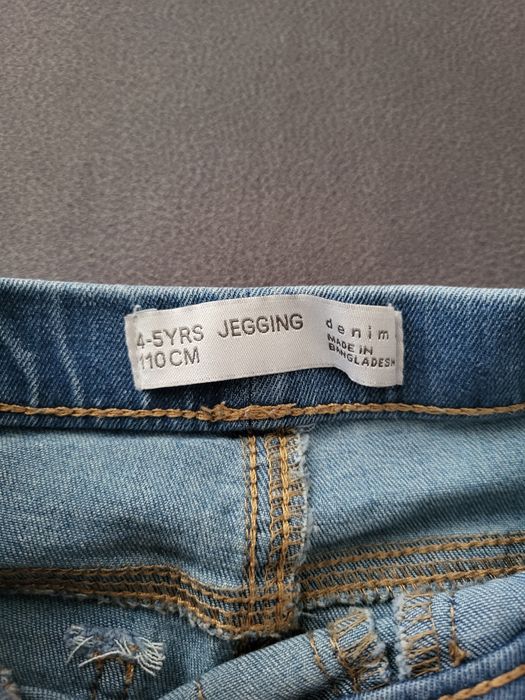 4-5YRS JEGGING denim
110CM MADE IN
BANGLADESH